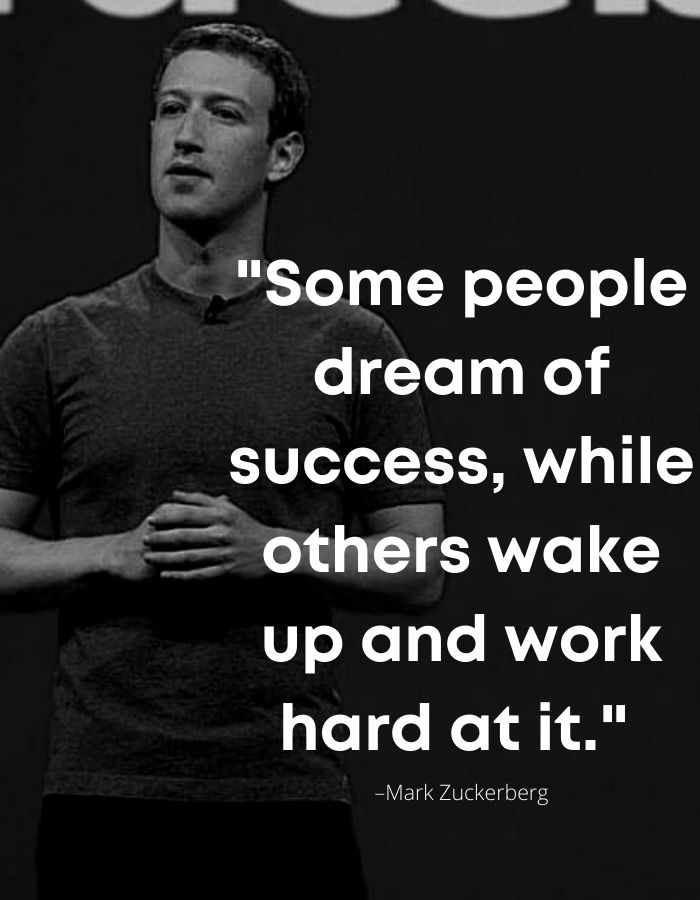 "Some people
dream of
success, while
others wake
up and work
hard at it."
–Mark Zuckerberg